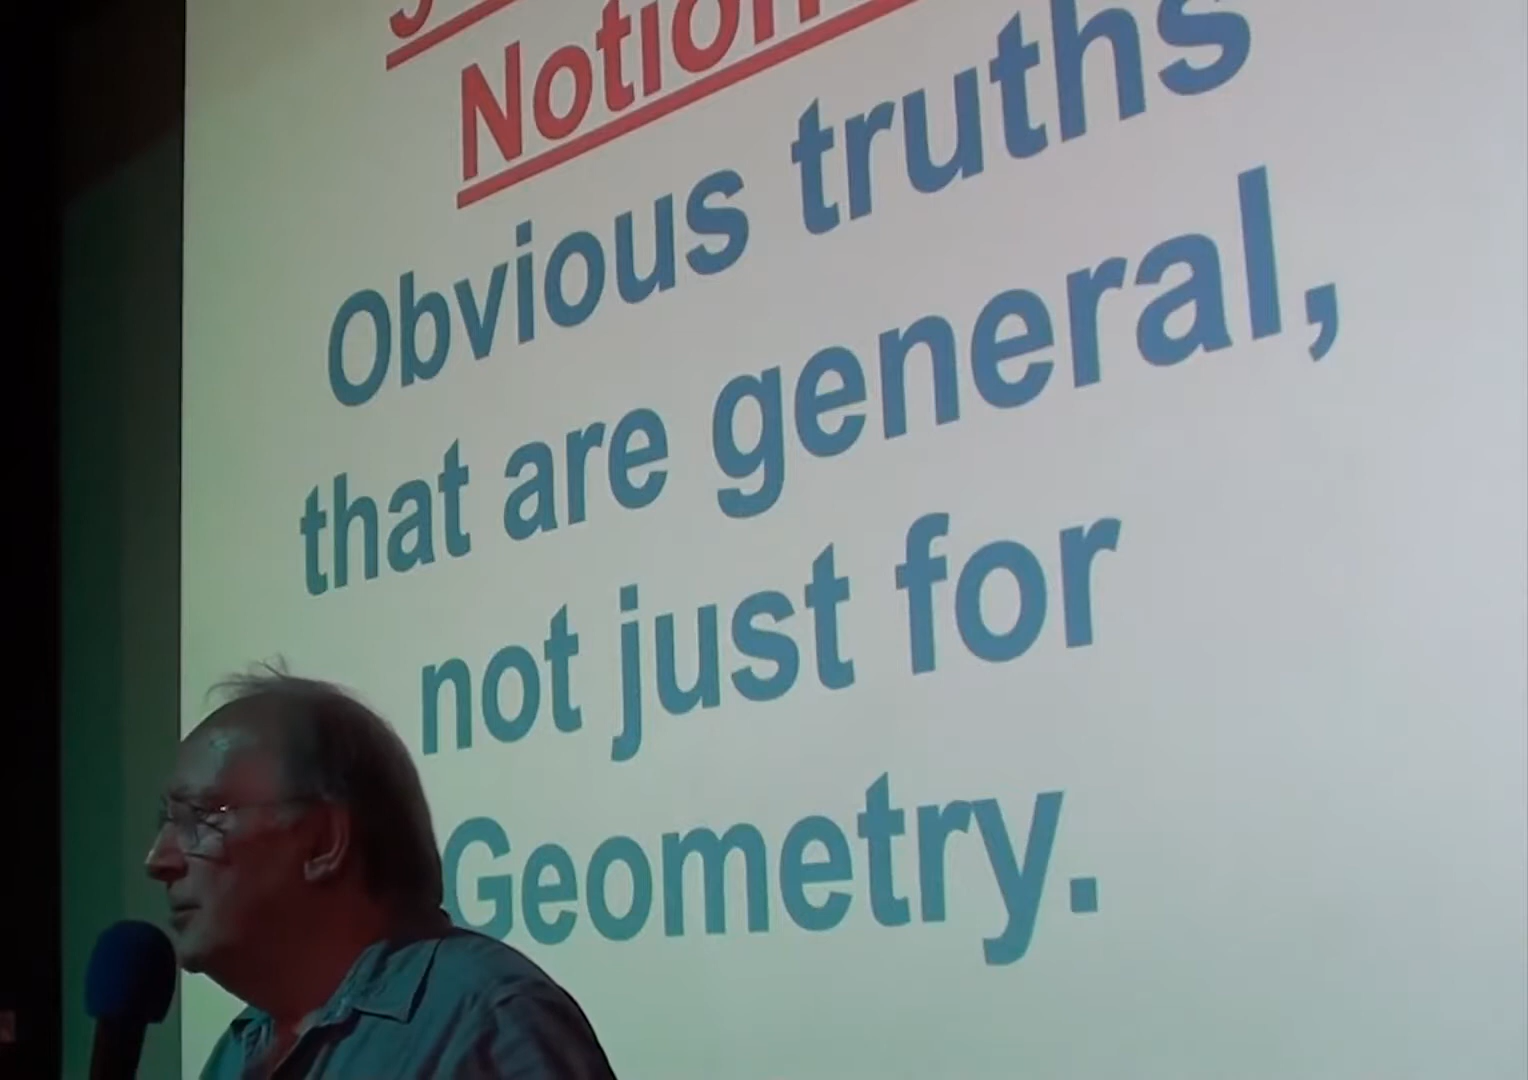 Notion
Obvious truths
that are general,
not just for
Geometry.